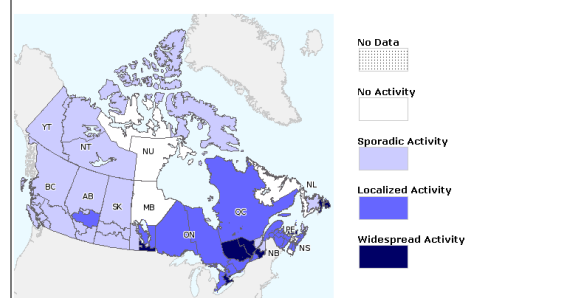 No Data
No Activity
Sporadic Activity
Localized Activity
Widespread Activity
YT
NT
NU
BC
AB
SK
MB
ON
QC
NL
PE
NB
NS